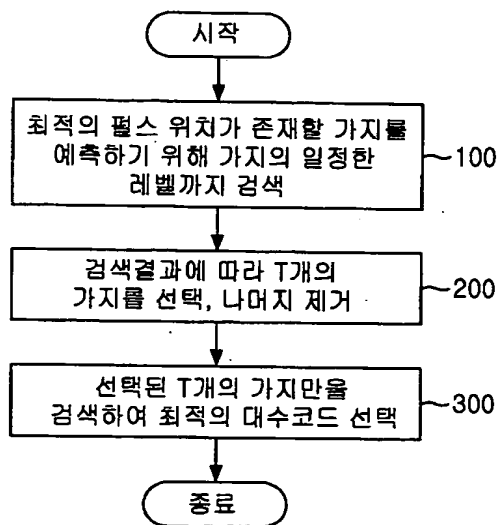 시작
최적의 펄스 위치가 존재할 가지를
예측하기 위해 가지의 일정한
레벨까지 검색
100
검색결과에 따라 T개의
가지를 선택, 나머지 제거
200
선택된 T개의 가지만을
검색하여 최적의 대수코드 선택
300
종료